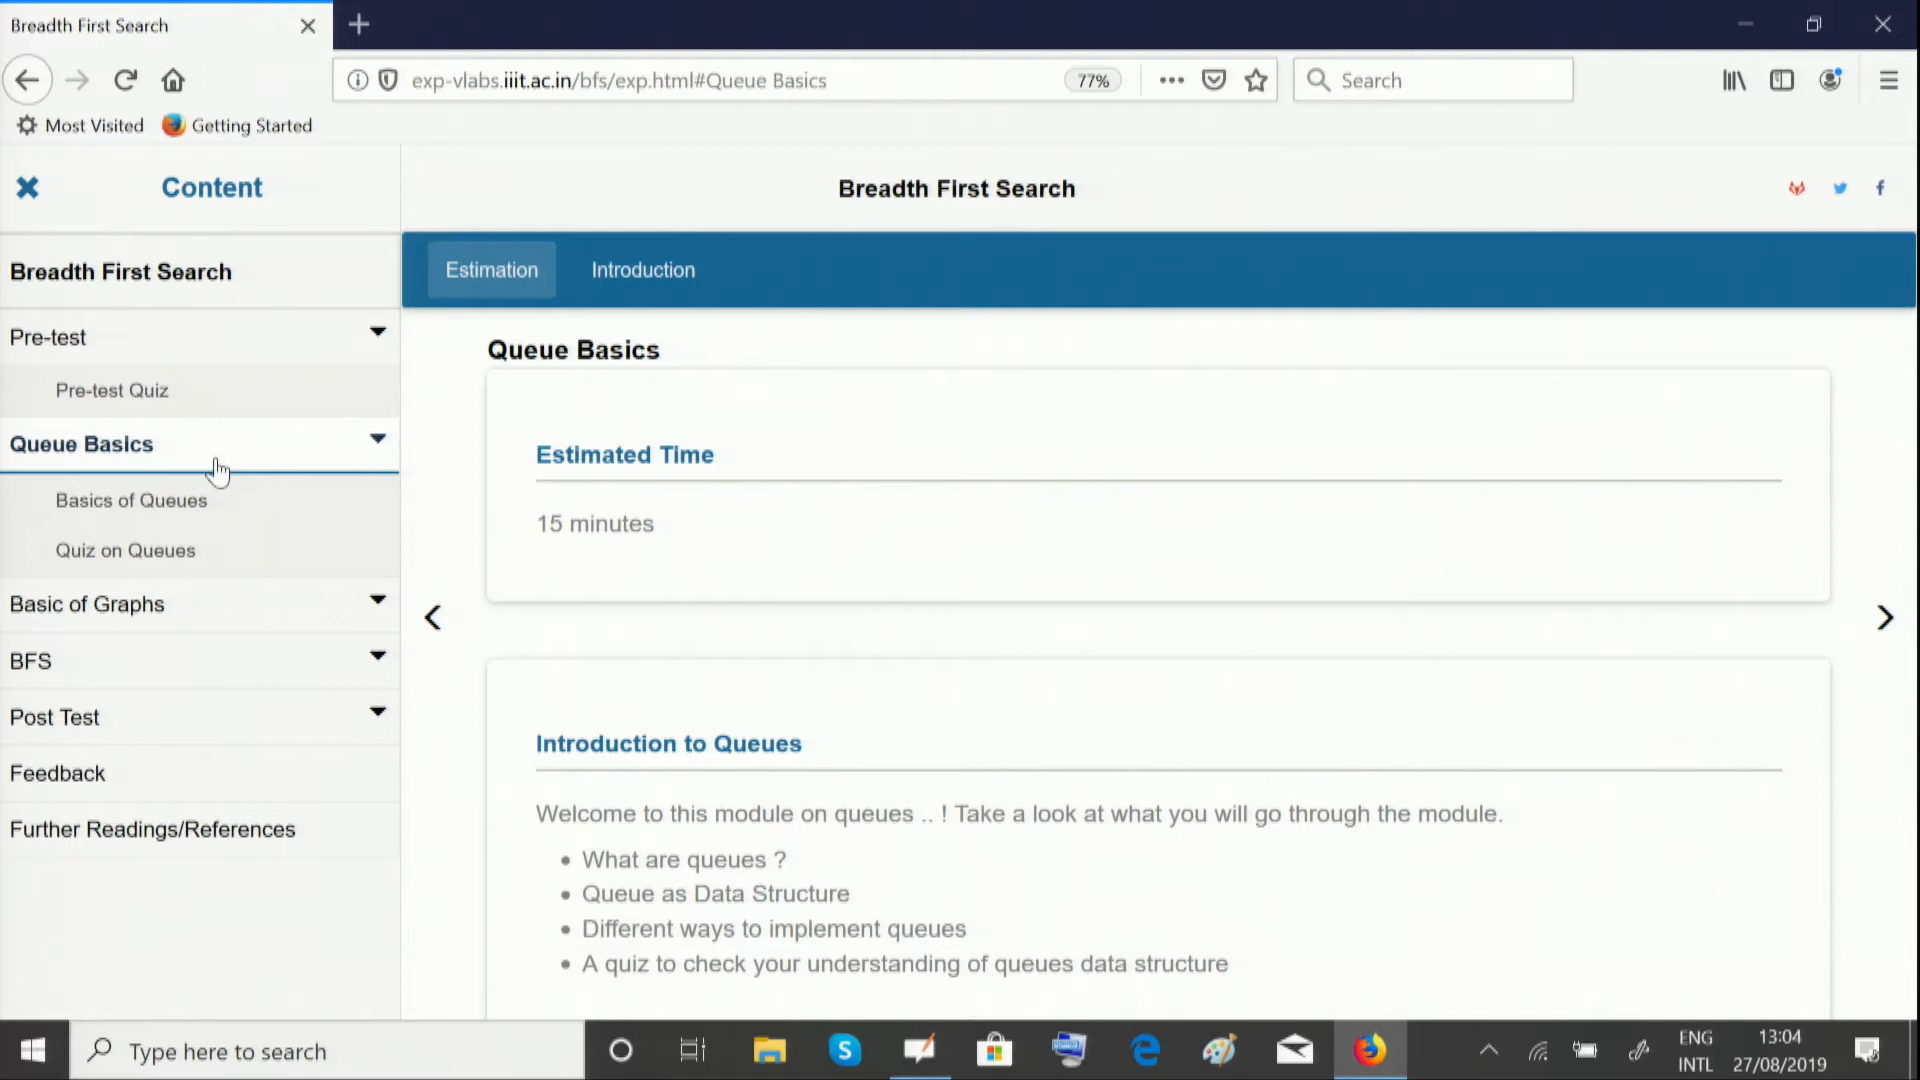 Breadth First Search
exp-vlabs.iiit.ac.in/bfs/exp.html#Queue Basics
77%
Search
Most Visited
Getting Started
Content
Breadth First Search
Breadth First Search
Estimation
Introduction
Pre-test
Pre-test Quiz
Queue Basics
Basics of Queues
Quiz on Queues
Basic of Graphs
BFS
Post Test
Feedback
Further Readings/References
Queue Basics
Estimated Time
15 minutes
Introduction to Queues
Welcome to this module on queues .. ! Take a look at what you will go through the module.
What are queues ?
Queue as Data Structure
Different ways to implement queues
A quiz to check your understanding of queues data structure
Type here to search
ENG
INTL
13:04
27/08/2019